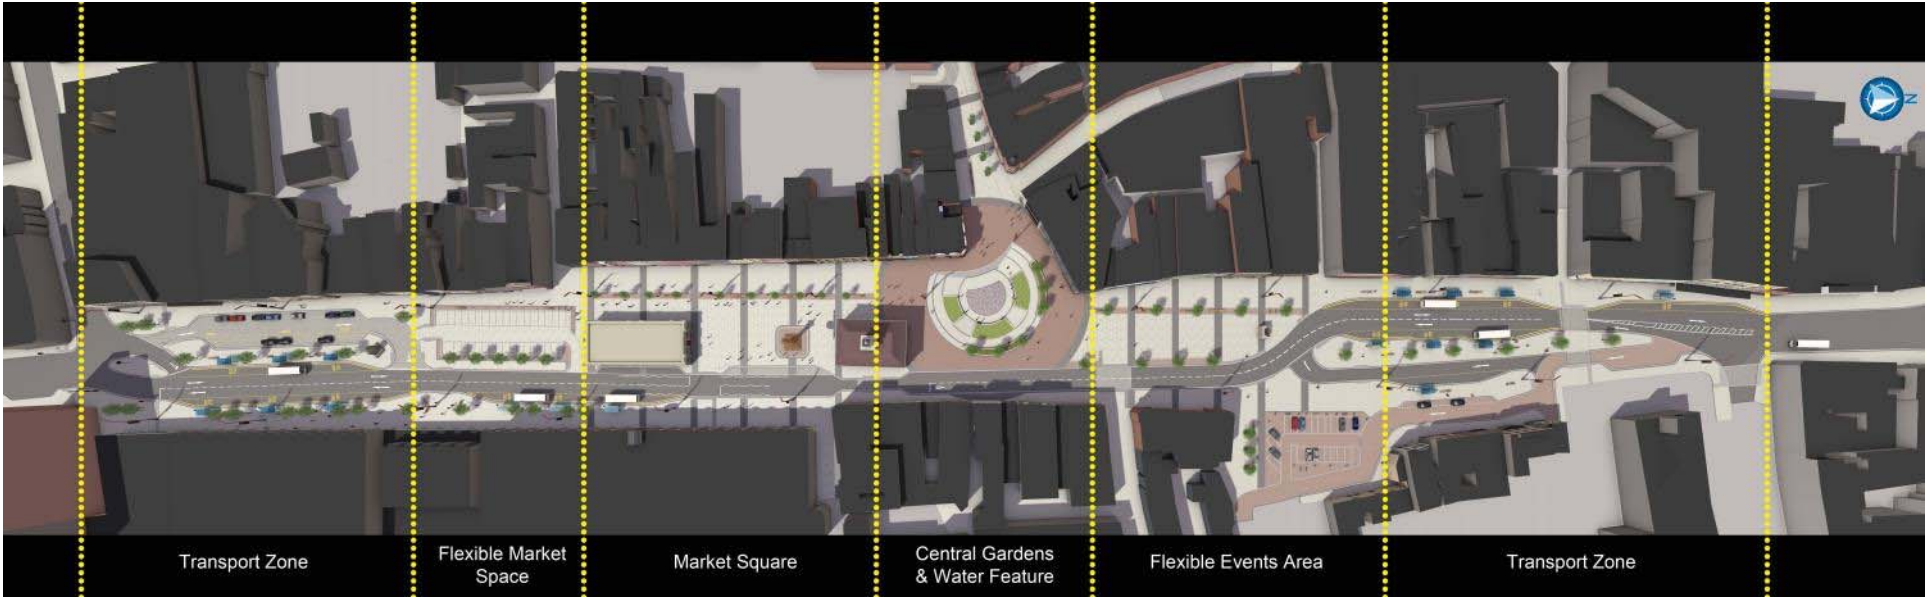 N
Transport Zone
Flexible Market
Space
Market Square
Central Gardens
& Water Feature
Flexible Events Area
Transport Zone